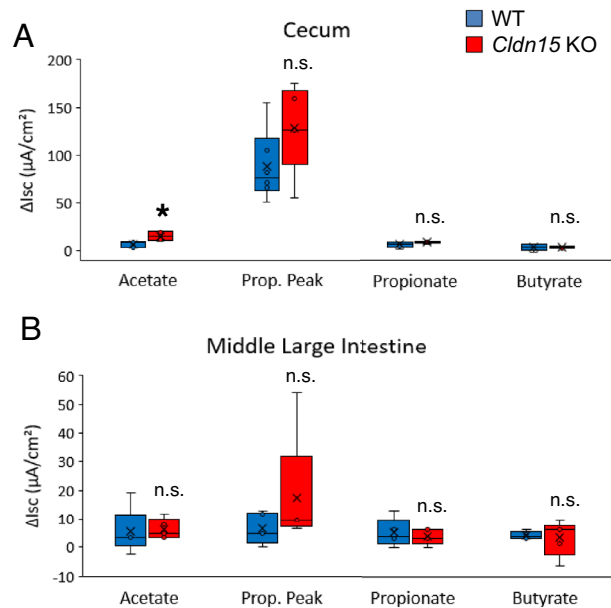 A
Cecum
WT
Cldn15 KO
200
150
100
50
0
ΔIsc (µA/cm²)
*
n.s.
n.s.
n.s.
Acetate Prop. Peak Propionate Butyrate
B
Middle Large Intestine
60
50
40
30
20
10
0
-10
ΔIsc (µA/cm²)
n.s.
n.s.
n.s.
n.s.
Acetate Prop. Peak Propionate Butyrate